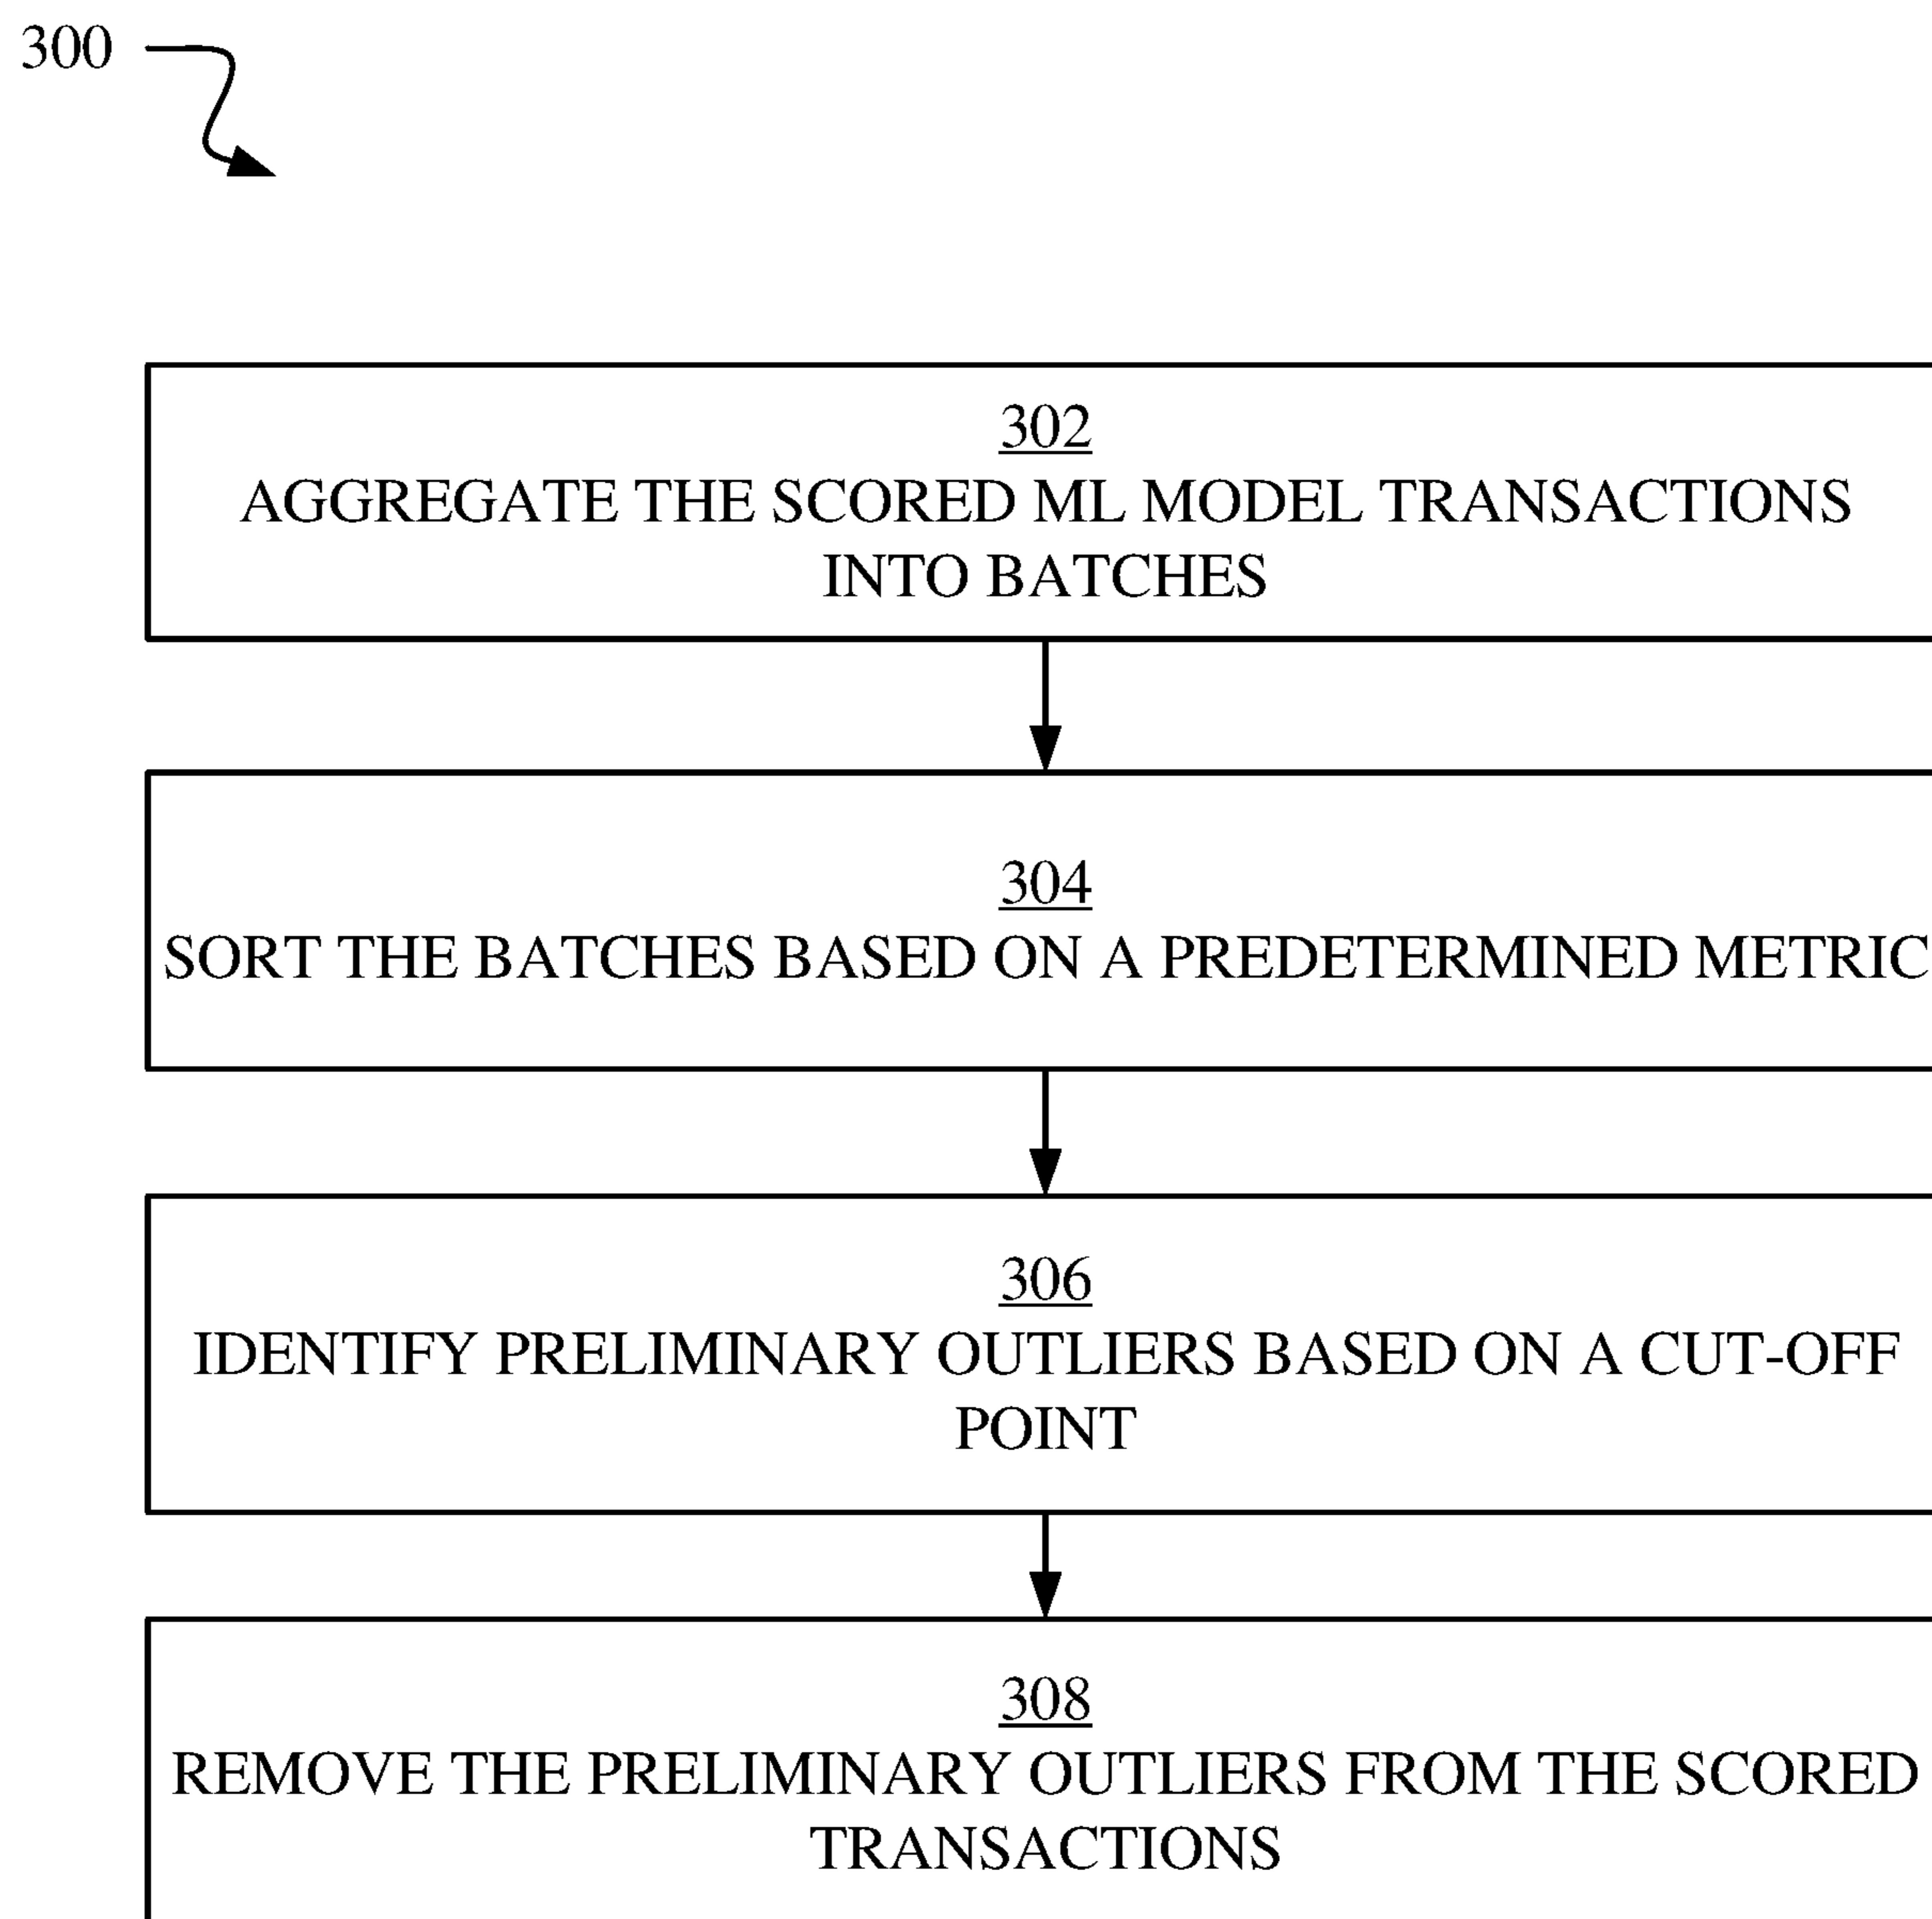 300
302
AGGREGATE THE SCORED ML MODEL TRANSACTIONS
INTO BATCHES
304
SORT THE BATCHES BASED ON A PREDETERMINED METRIC
306
IDENTIFY PRELIMINARY OUTLIERS BASED ON A CUT-OFF
POINT
308
REMOVE THE PRELIMINARY OUTLIERS FROM THE SCORED
TRANSACTIONS